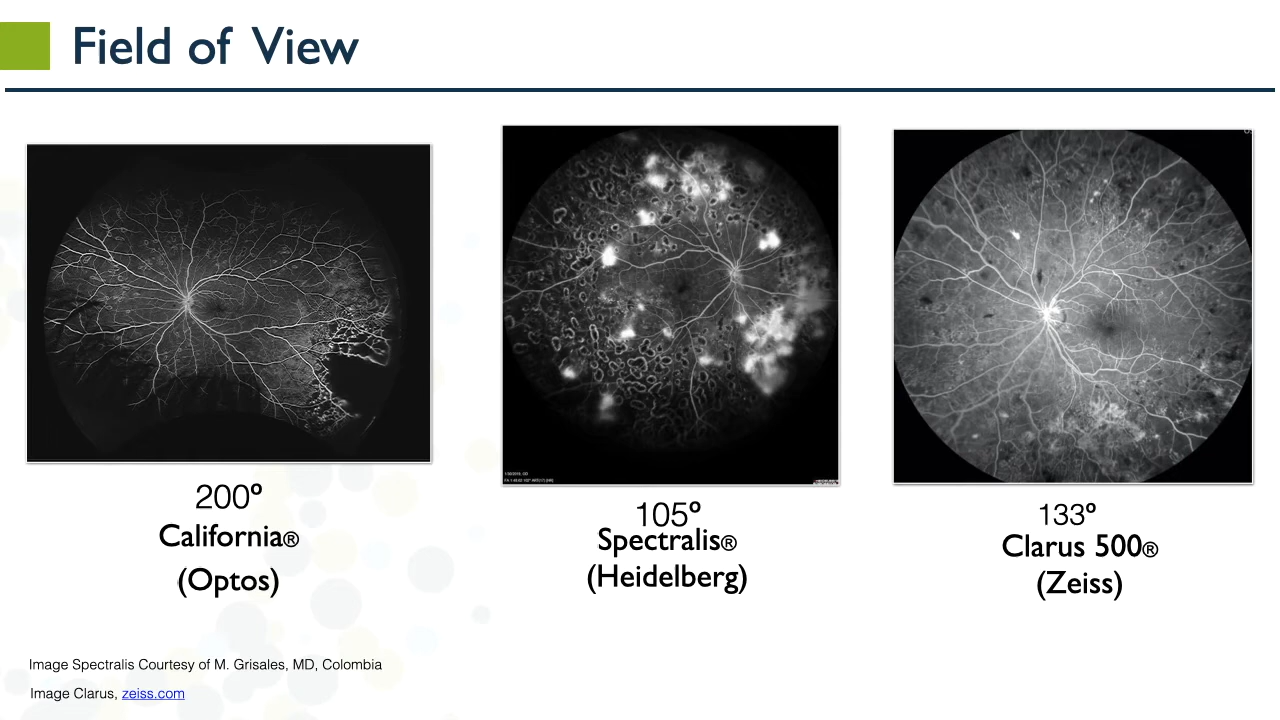 Field of View
200º
California®
(Optos)
105º
Spectralis®
(Heidelberg)
133º
Clarus 500®
(Zeiss)
Image Spectralis Courtesy of M. Grisales, MD, Colombia
Image Clarus, zeiss.com